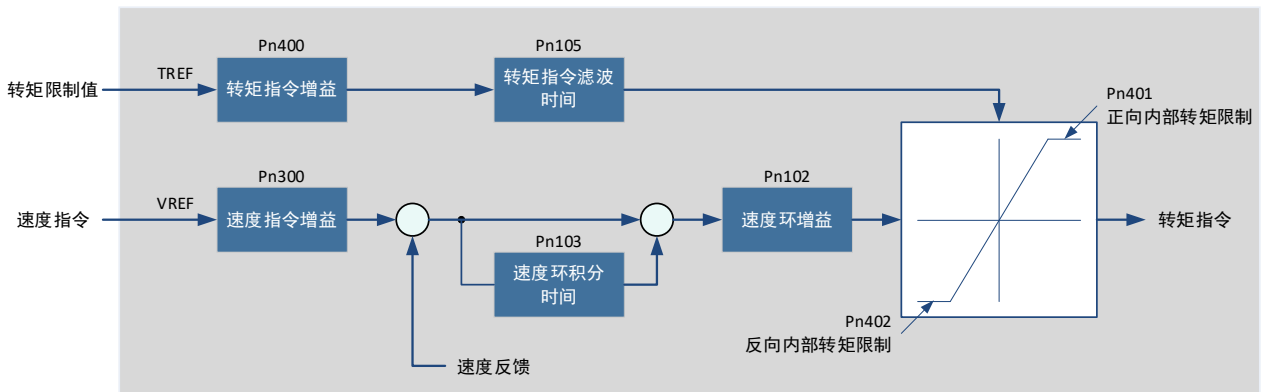 Pn400
Pn105
转矩限制值
TREF
转矩指令增益
转矩指令滤波
时间
Pn401
正向内部转矩限制
Pn300
Pn102
速度指令
VREF
速度指令增益
速度环增益
转矩指令
Pn103
速度环积分
时间
Pn402
反向内部转矩限制
速度反馈